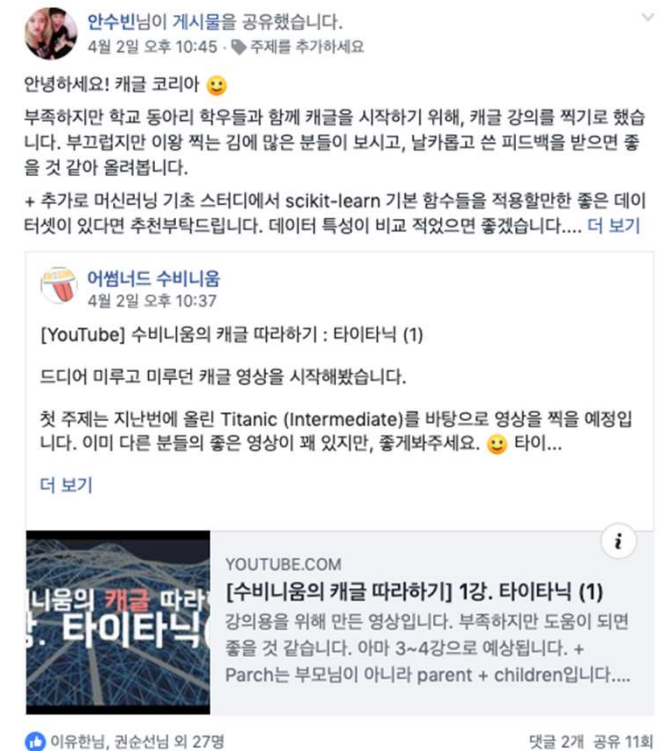 안수빈님이 게시물을 공유했습니다.
4월 2일 오후 10:45 · 주제를 추가하세요
안녕하세요! 캐글 코리아 🙂
부족하지만 학교 동아리 학우들과 함께 캐글을 시작하기 위해, 캐글 강의를 찍기로 했습
니다. 부끄럽지만 이왕 찍는 김에 많은 분들이 보시고, 날카롭고 쓴 피드백을 받으면 좋
을 것 같아 올려봅니다.
+ 추가로 머신러닝 기초 스터디에서 scikit-learn 기본 함수들을 적용할만한 좋은 데이
터셋이 있다면 추천부탁드립니다. 데이터 특성이 비교 적었으면 좋겠습니다.... 더 보기
어썸너드 수비니움
4월 2일 오후 10:37
[YouTube] 수비니움의 캐글 따라하기 : 타이타닉 (1)
드디어 미루고 미루던 캐글 영상을 시작해봤습니다.
첫 주제는 지난번에 올린 Titanic (Intermediate)를 바탕으로 영상을 찍을 예정입
니다. 이미 다른 분들의 좋은 영상이 꽤 있지만, 좋게봐주세요. 🙂 타이...
더 보기
니움의 캐글 따라
강. 타이타닉(
YOUTUBE.COM
[수비니움의 캐글 따라하기] 1강. 타이타닉 (1)
강의용을 위해 만든 영상입니다. 부족하지만 도움이 되면
좋을 것 같습니다. 아마 3~4강으로 예상됩니다. +
Parch는 부모님이 아니라 parent + children입니다....
이유한님, 권순선님 외 27명
댓글 2개 공유 11회